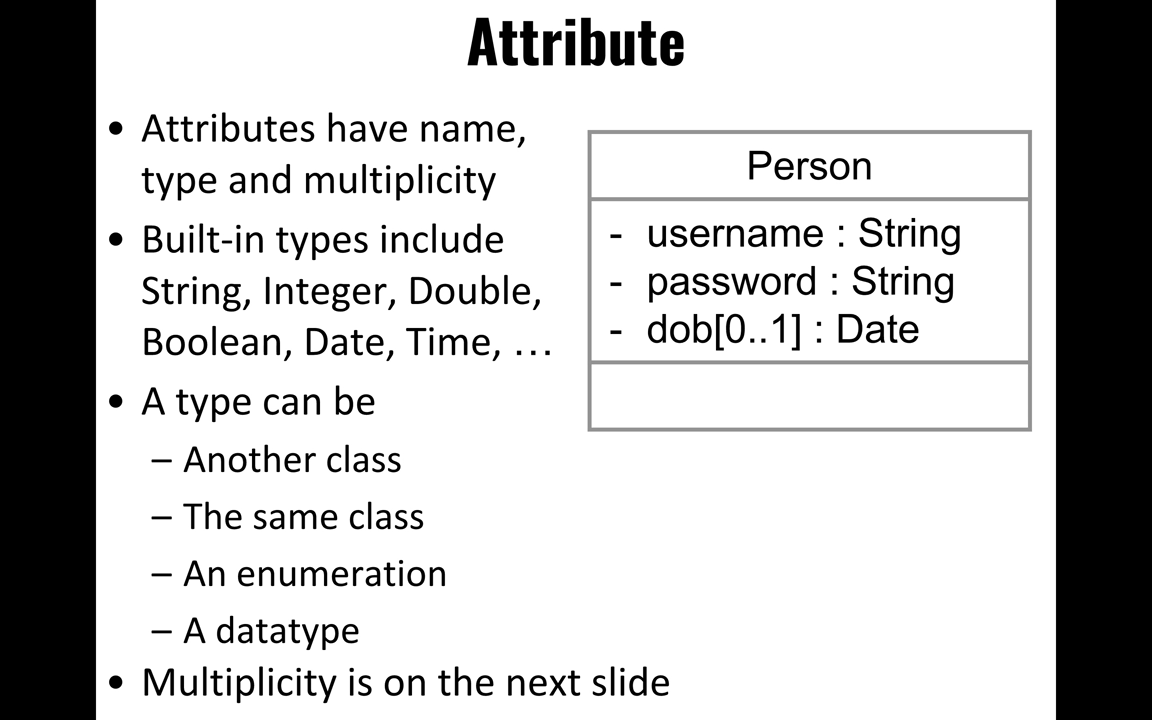 Attribute
• Attributes have name,
type and multiplicity
• Built-in types include
String, Integer, Double,
Boolean, Date, Time, …
• A type can be
– Another class
– The same class
– An enumeration
– A datatype
• Multiplicity is on the next slide
Person
- username : String
- password : String
- dob[0..1] : Date